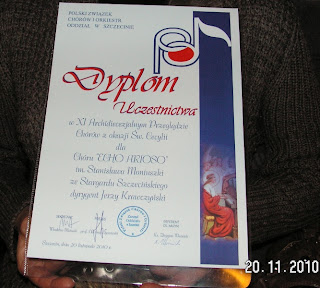 POLSKI ZWIĄZEK
CHÓRÓW I ORKIESTR
ODDZIAŁ W SZCZECINIE
Dyplom
Uczestnictwa
w XI Archidiecezjalnym Przeglądzie
Chórów z okazji Św. Cecylii
dla
Chóru "ECHO ARIOSO"
im. Stanisława Moniuszki
ze Stargardu Szczecińskiego
dyrygent Jerzy Krawczyński
20.11.2010